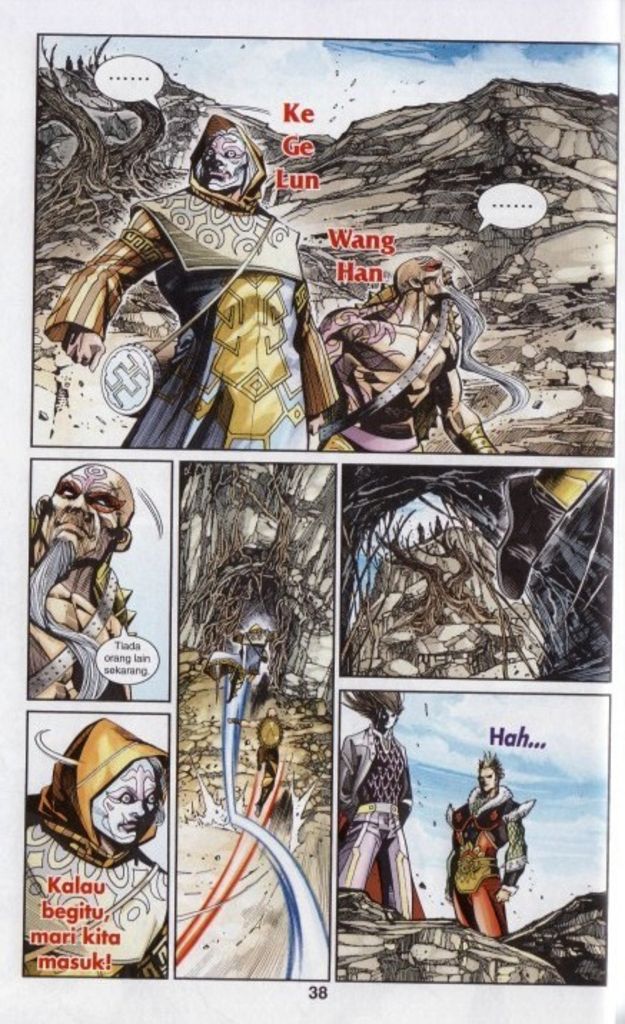 ......
Ke
Ge
Lun
......
Wang
Han
Tiada
orang lain
sekarang.
Kalau
begitu,
mari kita
masuk!
Hah...
38